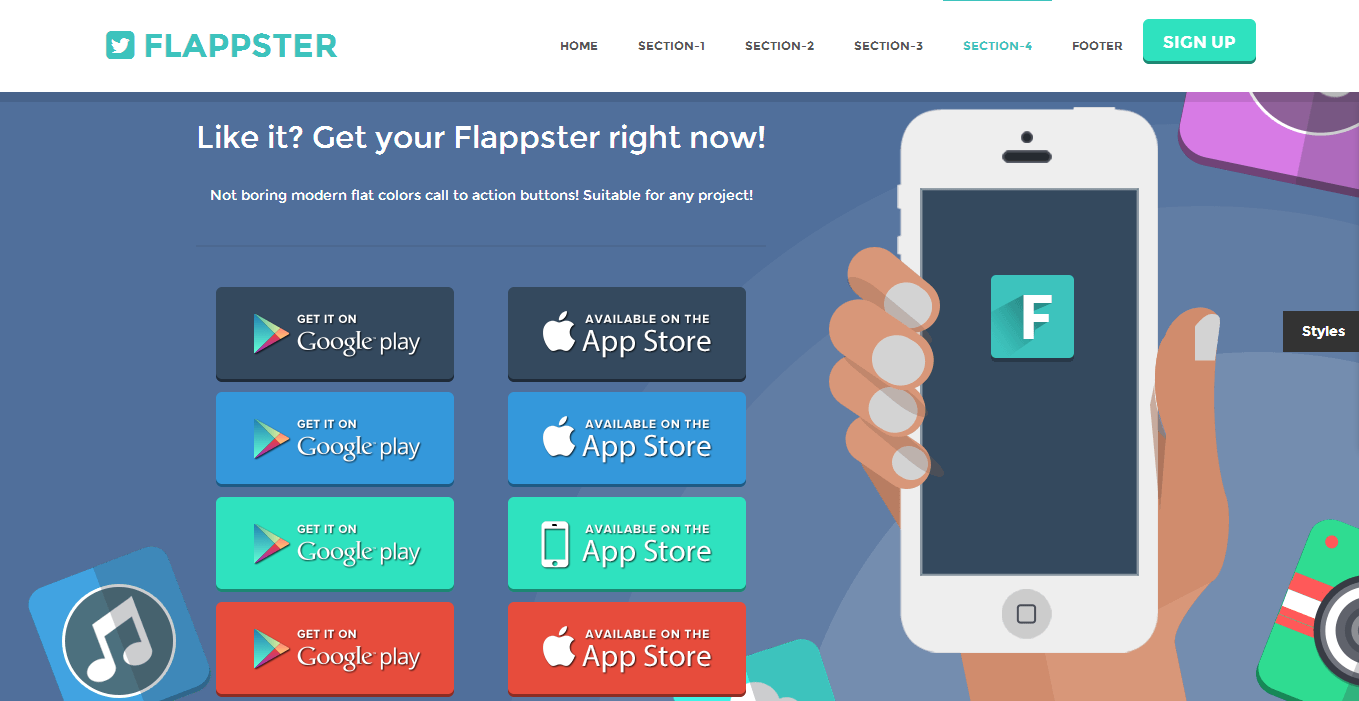 FLAPPSTER
HOME SECTION-1 SECTION-2 SECTION-3 SECTION-4 FOOTER SIGN UP
Like it? Get your Flappster right now!
Not boring modern flat colors call to action buttons! Suitable for any project!
GET IT ON
Google play
AVAILABLE ON THE
App Store
GET IT ON
Google play
AVAILABLE ON THE
App Store
GET IT ON
Google play
AVAILABLE ON THE
App Store
GET IT ON
Google play
AVAILABLE ON THE
App Store
F
Styles